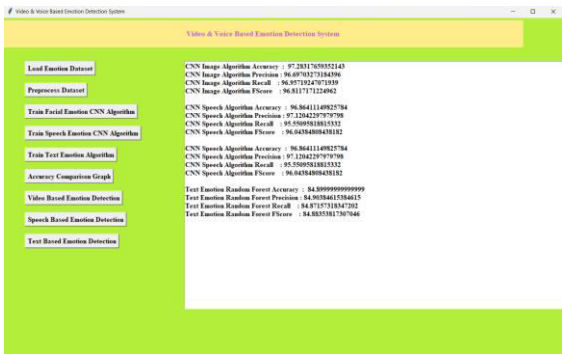 Video & Voice Based Emotion Detection System
Video & Voice Based Emotion Detection System
Load Emotion Dataset
Preprocess Dataset
Train Facial Emotion CNN Algorithm
Train Speech Emotion CNN Algorithm
Train Text Emotion Algorithm
Accuracy Comparison Graph
Video Based Emotion Detection
Speech Based Emotion Detection
Text Based Emotion Detection
CNN Image Algorithm Accuracy : 97.28317659352143
CNN Image Algorithm Precision : 96.69703273184396
CNN Image Algorithm Recall : 96.95719247071939
CNN Image Algorithm FScore : 96.8117171224962
CNN Speech Algorithm Accuracy : 96.86411149825784
CNN Speech Algorithm Precision : 97.12042297979798
CNN Speech Algorithm Recall : 95.55095818815332
CNN Speech Algorithm FScore : 96.04384808438182
CNN Speech Algorithm Accuracy : 96.86411149825784
CNN Speech Algorithm Precision : 97.12042297979798
CNN Speech Algorithm Recall : 95.55095818815332
CNN Speech Algorithm FScore : 96.04384808438182
Text Emotion Random Forest Accuracy : 84.89999999999999
Text Emotion Random Forest Precision : 84.90384615384615
Text Emotion Random Forest Recall : 84.87157318347202
Text Emotion Random Forest FScore : 84.88353817307046